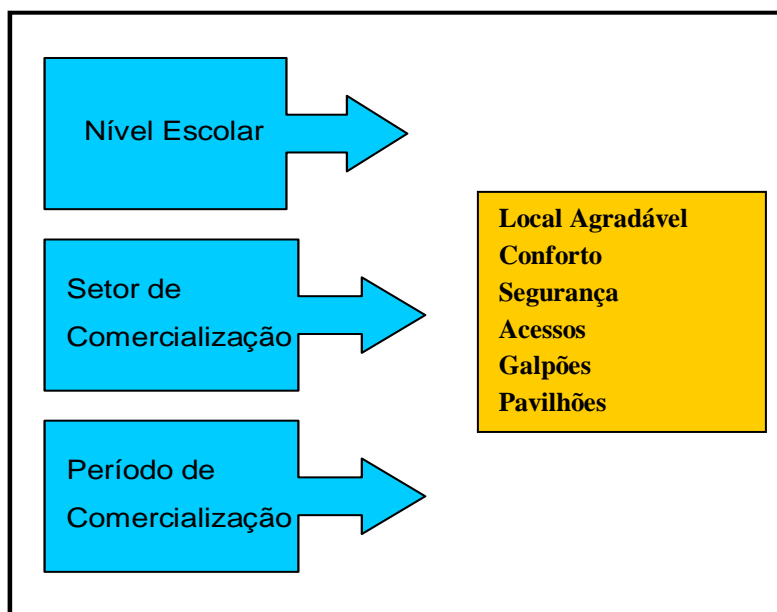 Nível Escolar
Setor de
Comercialização
Período de
Comercialização
Local Agradável
Conforto
Segurança
Acessos
Galpões
Pavilhões